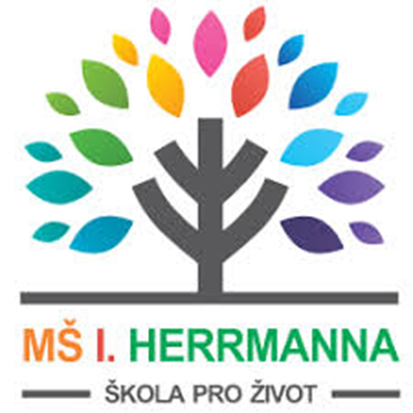 MŠ I. HERRMANNA
ŠKOLA PRO ŽIVOT